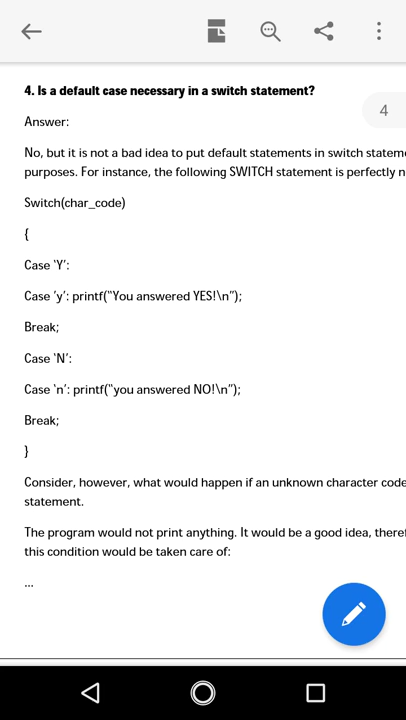 4. Is a default case necessary in a switch statement?
4
Answer:
No, but it is not a bad idea to put default statements in switch
purposes. For instance, the following SWITCH statement is perfectly
Switch(char_code)
{
Case ‘Y’:
Case ‘y’: printf(“You answered YES!\n”);
Break;
Case ‘N’:
Case ‘n’: printf(“you answered NO!\n”);
Break;
}
Consider, however, what would happen if an unknown character code
statement.
The program would not print anything. It would be a good idea,
this condition would be taken care of:
...